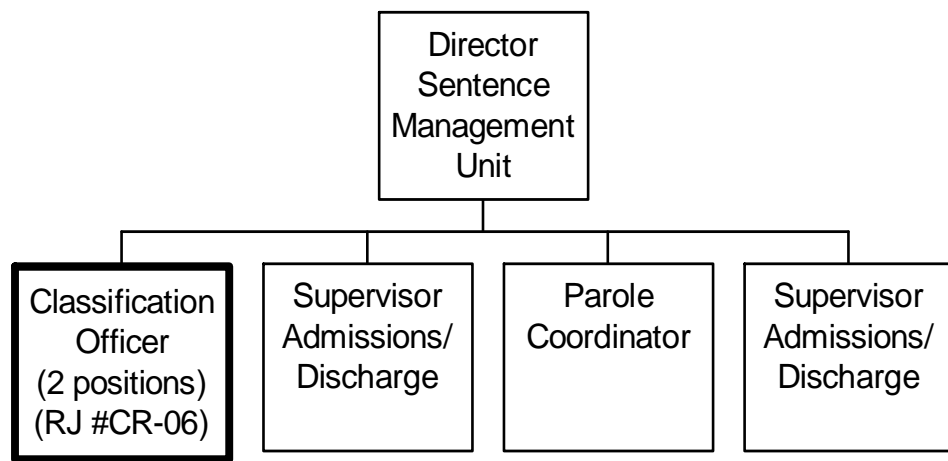 Director
Sentence
Management
Unit
Classification
Officer
(2 positions)
(RJ #CR-06)
Supervisor
Admissions/
Discharge
Parole
Coordinator
Supervisor
Admissions/
Discharge